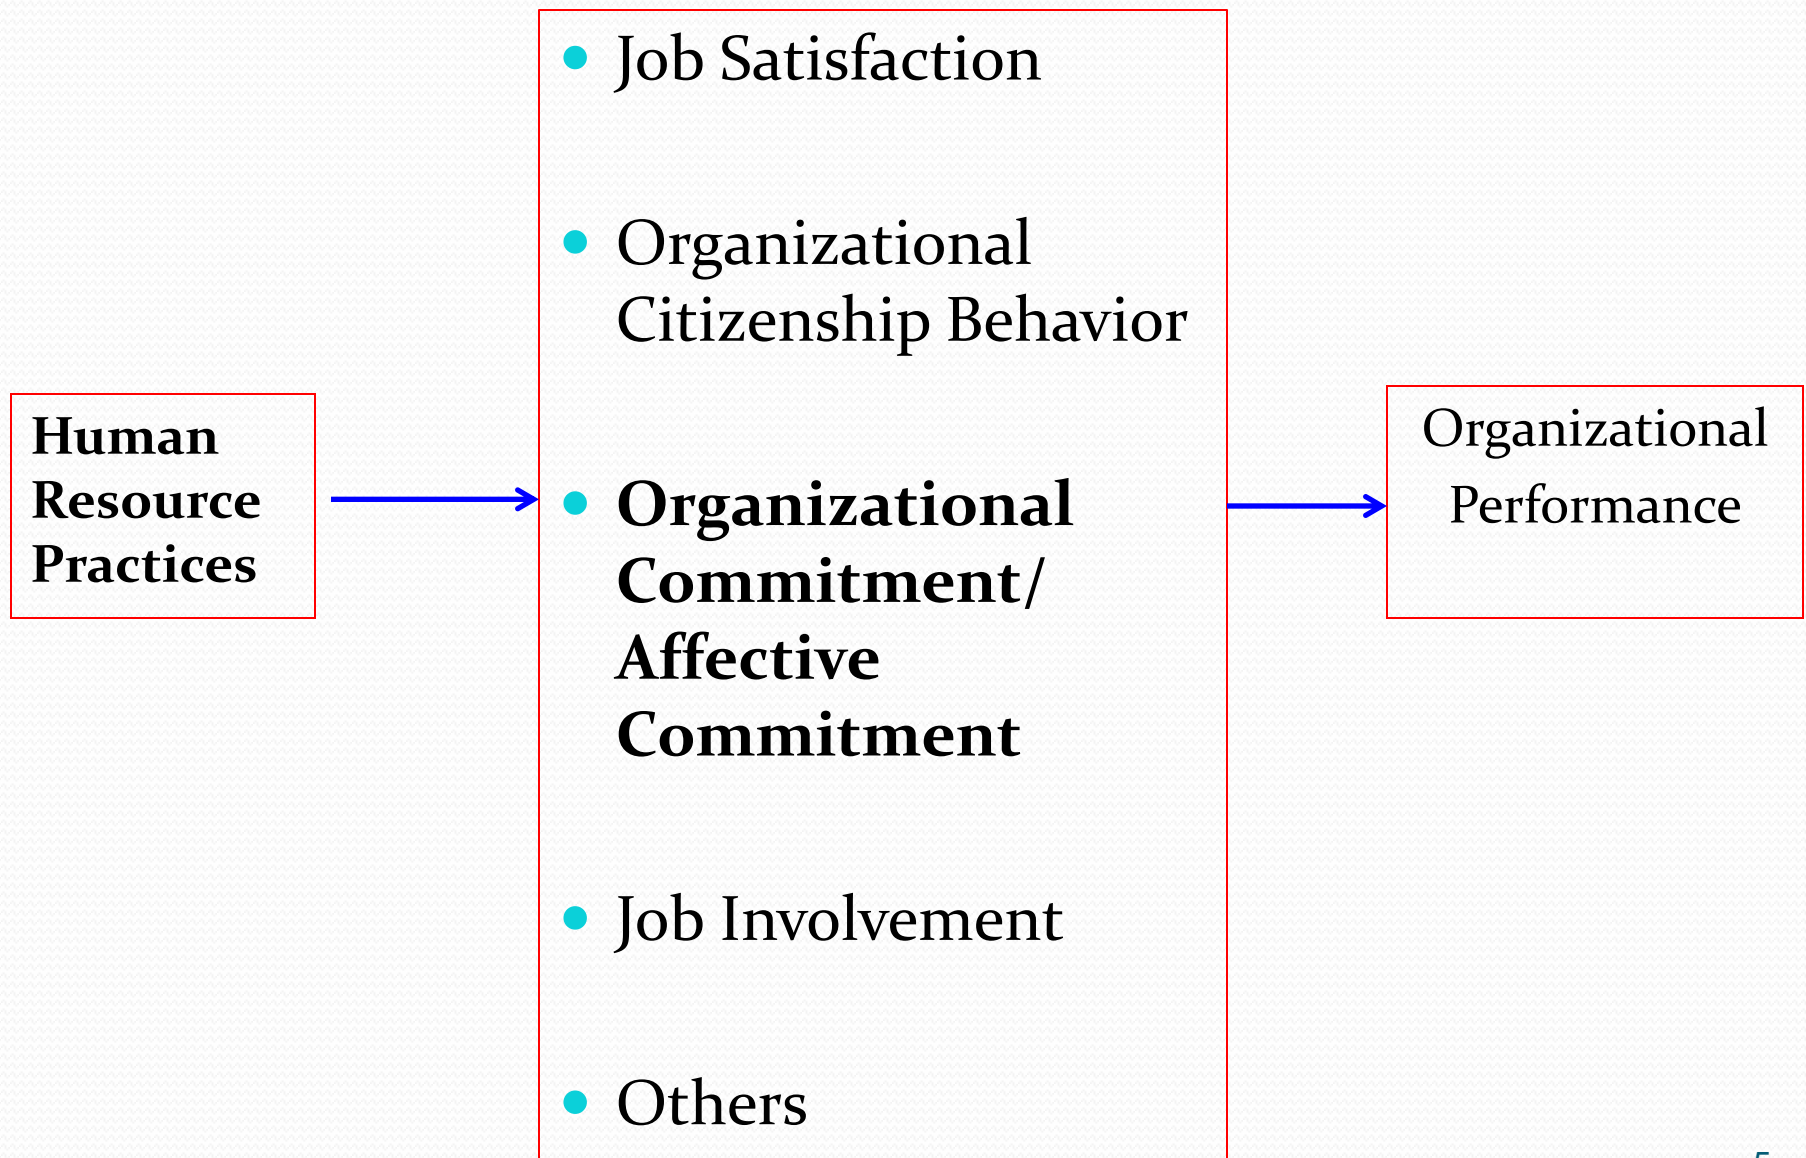 Human
Resource
Practices
Job Satisfaction
Organizational
Citizenship Behavior
Organizational
Commitment/
Affective
Commitment
Job Involvement
Others
Organizational
Performance